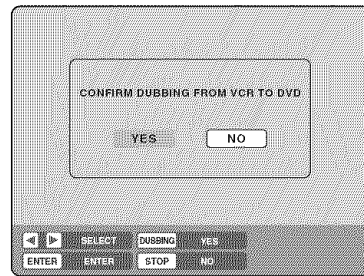 CONFIRM DUBBING FROM VCR TO DVD
YES NO
SELECT DUBBING YES
ENTER ENTER STOP NO